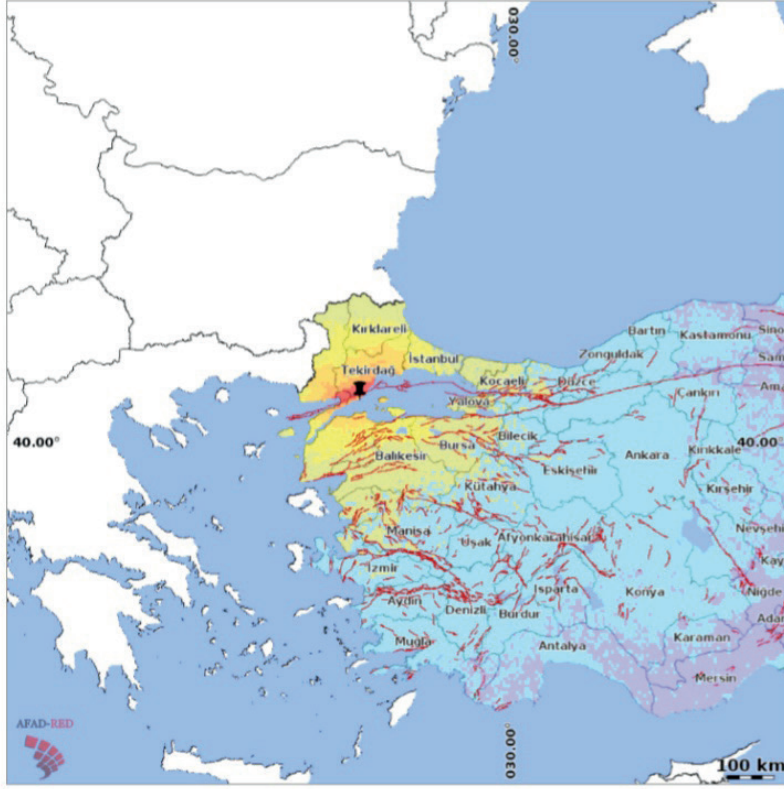 030.00°
Kırklareli
Tekirdağ
İstanbul
Kocaeli
Yalova
Düzce
Zonguldak
Bartın
Kastamonu
Sino
Sam
Ama
Çankırı
40.00°
40.00°
Balıkesir
Bursa
Bilecik
Eskişehir
Ankara
Kırıkkale
Kütahya
Kırşehir
Nevşehi
Manisa
Uşak
Afyonkarahisar
Kay
İzmir
Aydın
Denizli
Isparta
Burdur
Konya
Niğde
Adan
Muğla
Antalya
Karaman
Mersin
AFAD-RED
030.00°
100 km